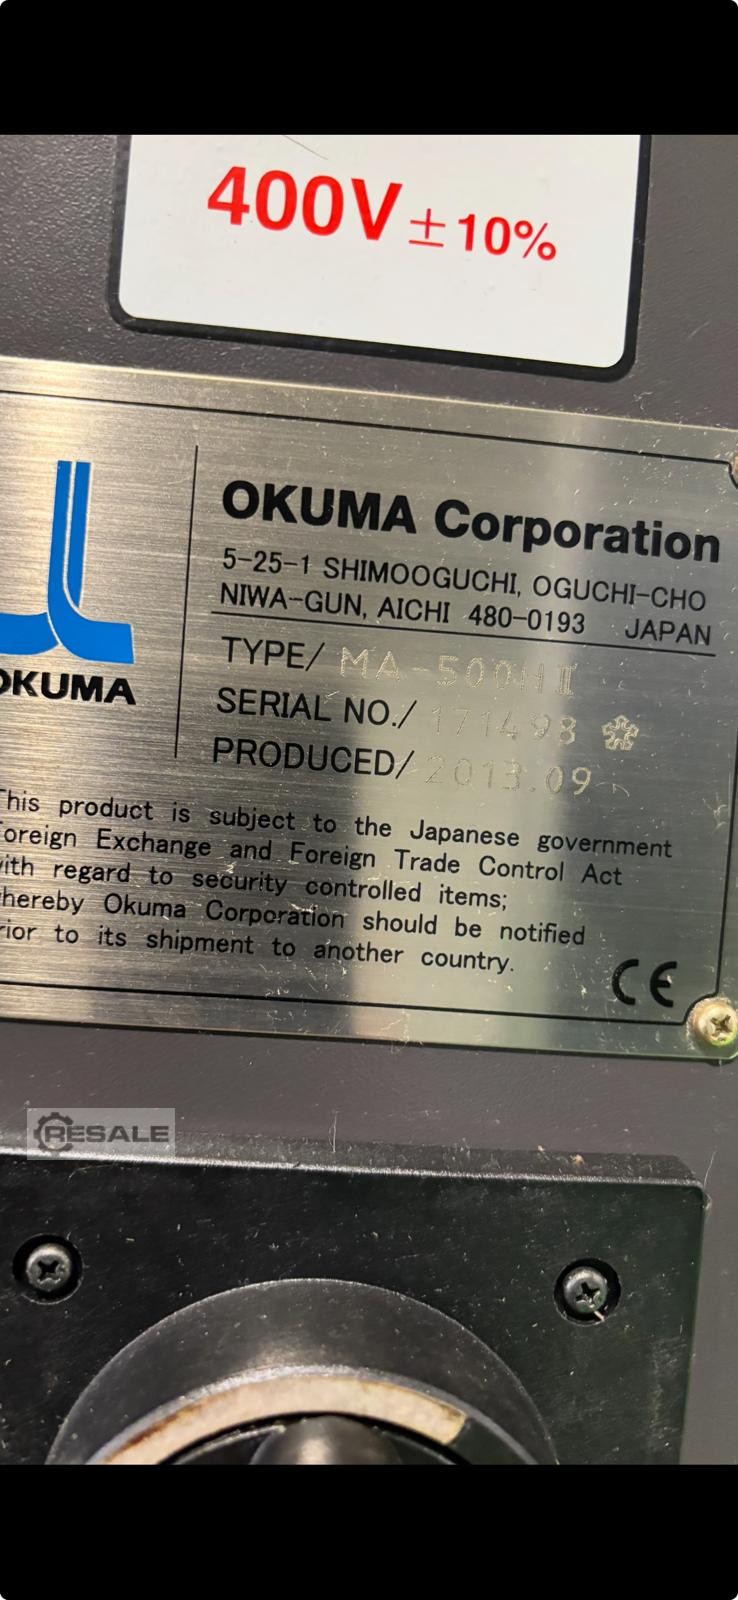 400V ± 10%
OKUMA Corporation
5-25-1 SHIMOOGUCHI, OGUCHI-CHO
NIWA-GUN, AICHI 480-0193 JAPAN
OKUMA
TYPE/ MA-500HⅡ
SERIAL NO./ 171498
PRODUCED/ 2013.09
This product is subject to the Japanese government
Foreign Exchange and Foreign Trade Control Act
with regard to security controlled items;
whereby Okuma Corporation should be notified
prior to its shipment to another country.
CE
RESALE